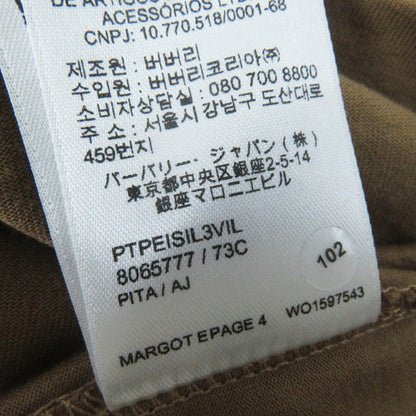 DE ARTIGOS
ACESSÓRIOS LTD
CNPJ: 10.770.518/0001-68
제조원 : 버버리
수입원 : 버버리코리아(주)
소비자상담실 : 080 700 8800
주소 : 서울시 강남구 도산대로
459번지
バーバリー・ジャパン(株)
東京都中央区銀座2-5-14
銀座マロニエビル
PTPEISIL3VIL
8065777 / 73C
PITA / AJ
102
MARGOT EPAGE 4 WO1597543